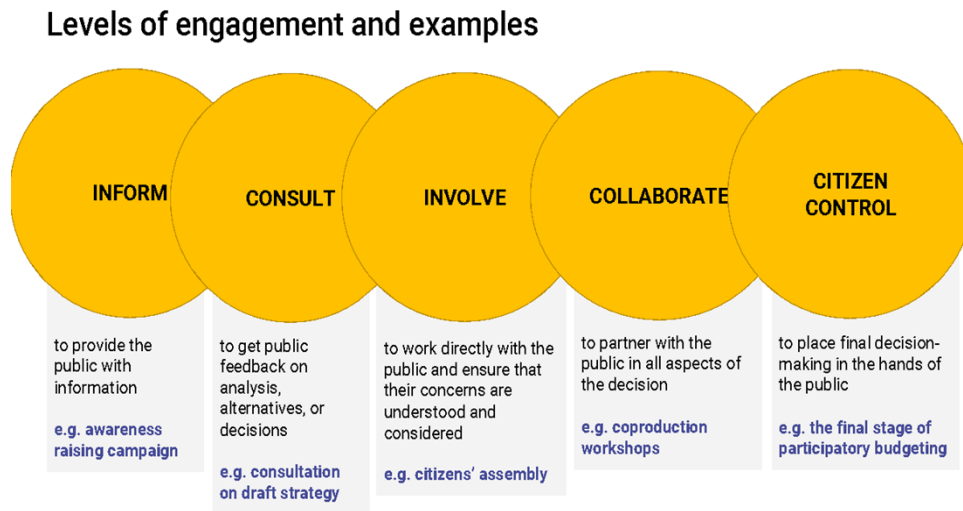 Levels of engagement and examples
INFORM
CONSULT
INVOLVE
COLLABORATE
CITIZEN
CONTROL
to provide the
public with
information
e.g. awareness
raising campaign
to get public
feedback on
analysis,
alternatives, or
decisions
e.g. consultation
on draft strategy
to work directly with the
public and ensure that
their concerns are
understood and
considered
e.g. citizens’ assembly
to partner with the
public in all aspects of
the decision
e.g. coproduction
workshops
to place final decision-
making in the hands of
the public
e.g. the final stage of
participatory budgeting